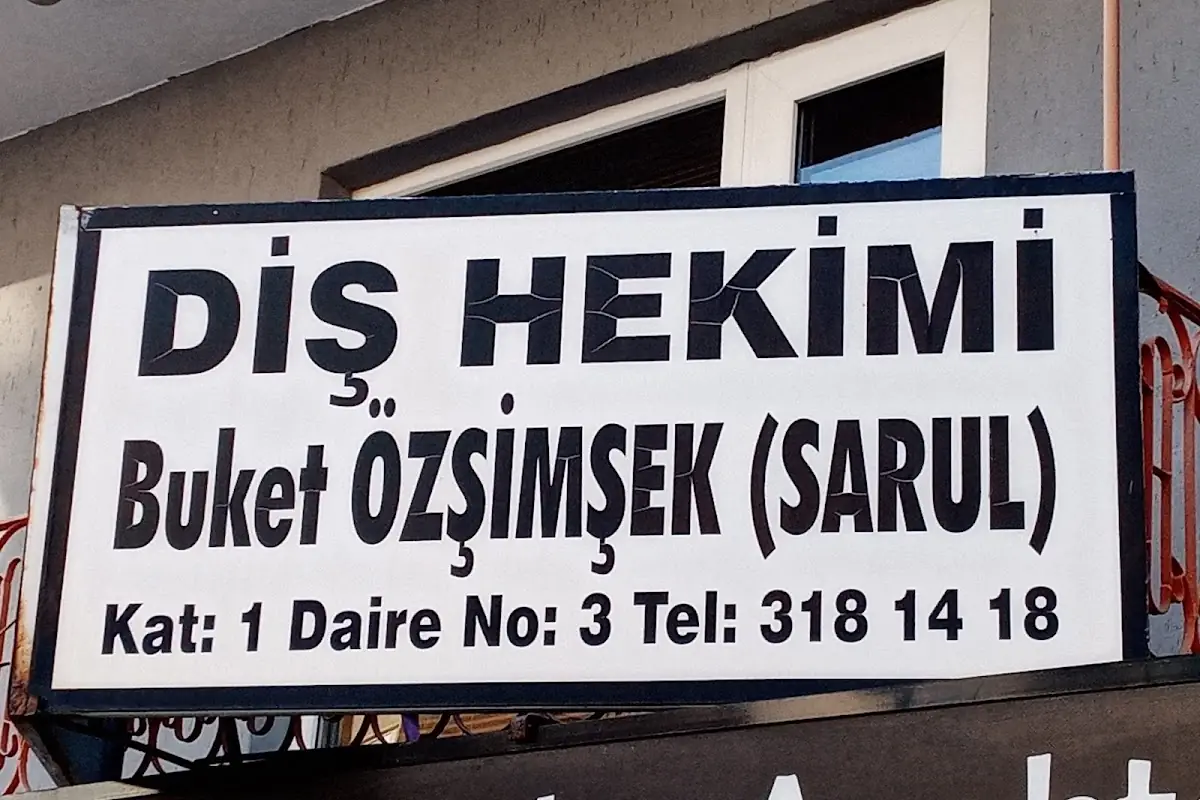 DİŞ HEKİMİ
Buket ÖZŞİMŞEK (SARUL)
Kat: 1 Daire No: 3 Tel: 318 14 18